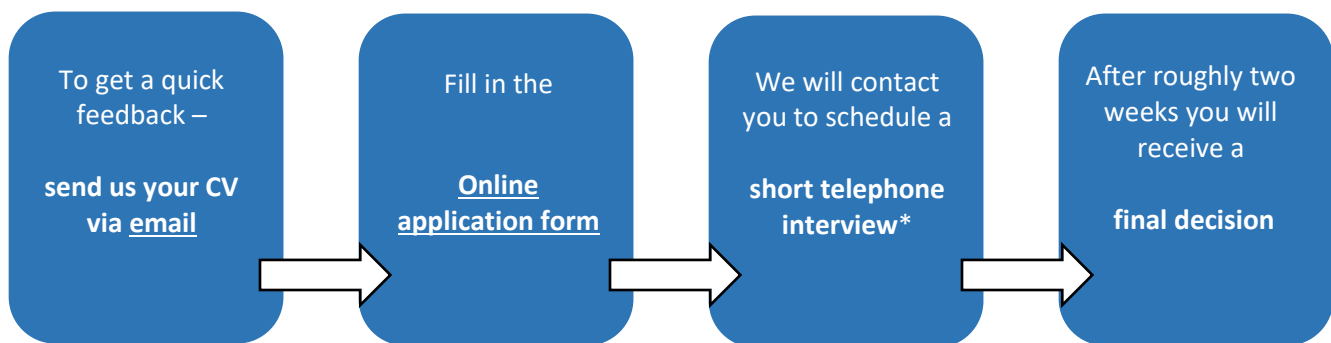 To get a quick
feedback –
send us your CV
via email
Fill in the
Online
application form
We will contact
you to schedule a
short telephone
interview*
After roughly two
weeks you will
receive a
final decision